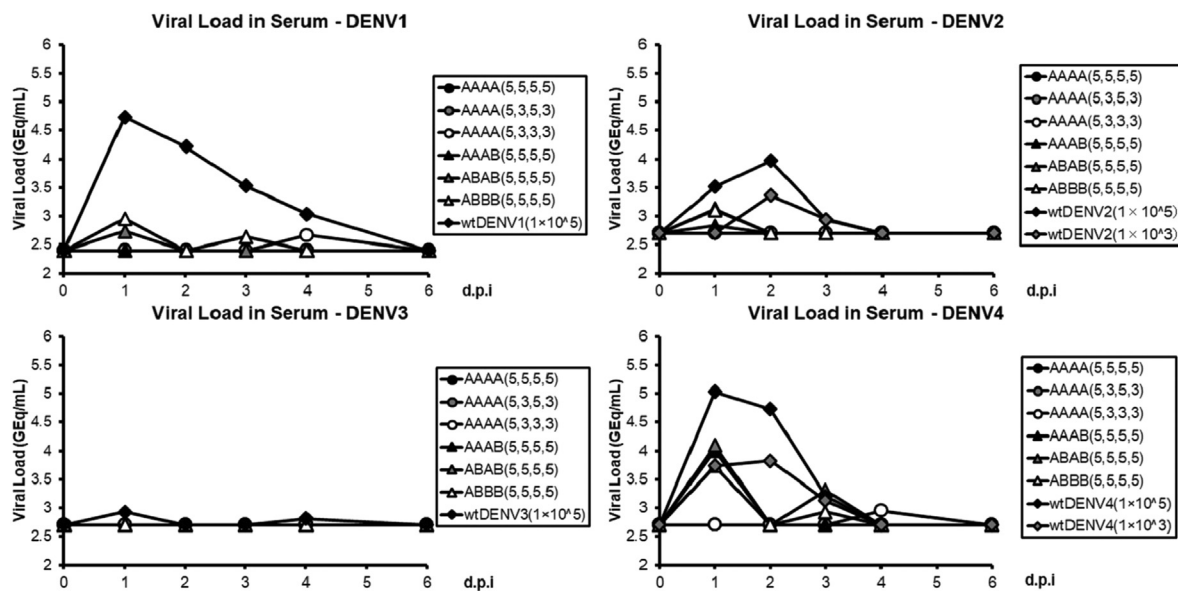 Viral Load in Serum - DENV1
Viral Load (GEq/mL)
6
5.5
5
4.5
4
3.5
3
2.5
2
0 1 2 3 4 6 d.p.i
AAAA(5,5,5,5)
AAAA(5,3,5,3)
AAAA(5,3,3,3)
AAAB(5,5,5,5)
ABAB(5,5,5,5)
ABBB(5,5,5,5)
wtDENV1(1×10^5)
Viral Load in Serum - DENV2
Viral Load (GEq/mL)
6
5.5
5
4.5
4
3.5
3
2.5
2
0 1 2 3 4 6 d.p.i
AAAA(5,5,5,5)
AAAA(5,3,5,3)
AAAA(5,3,3,3)
AAAB(5,5,5,5)
ABAB(5,5,5,5)
ABBB(5,5,5,5)
wtDENV2(1×10^5)
wtDENV2(1×10^3)
Viral Load in Serum - DENV3
Viral Load (GEq/mL)
6
5.5
5
4.5
4
3.5
3
2.5
2
0 1 2 3 4 6 d.p.i
AAAA(5,5,5,5)
AAAA(5,3,5,3)
AAAA(5,3,3,3)
AAAB(5,5,5,5)
ABAB(5,5,5,5)
ABBB(5,5,5,5)
wtDENV3(1×10^5)
Viral Load in Serum - DENV4
Viral Load (GEq/mL)
6
5.5
5
4.5
4
3.5
3
2.5
2
0 1 2 3 4 6 d.p.i
AAAA(5,5,5,5)
AAAA(5,3,5,3)
AAAA(5,3,3,3)
AAAB(5,5,5,5)
ABAB(5,5,5,5)
ABBB(5,5,5,5)
wtDENV4(1×10^5)
wtDENV4(1×10^3)